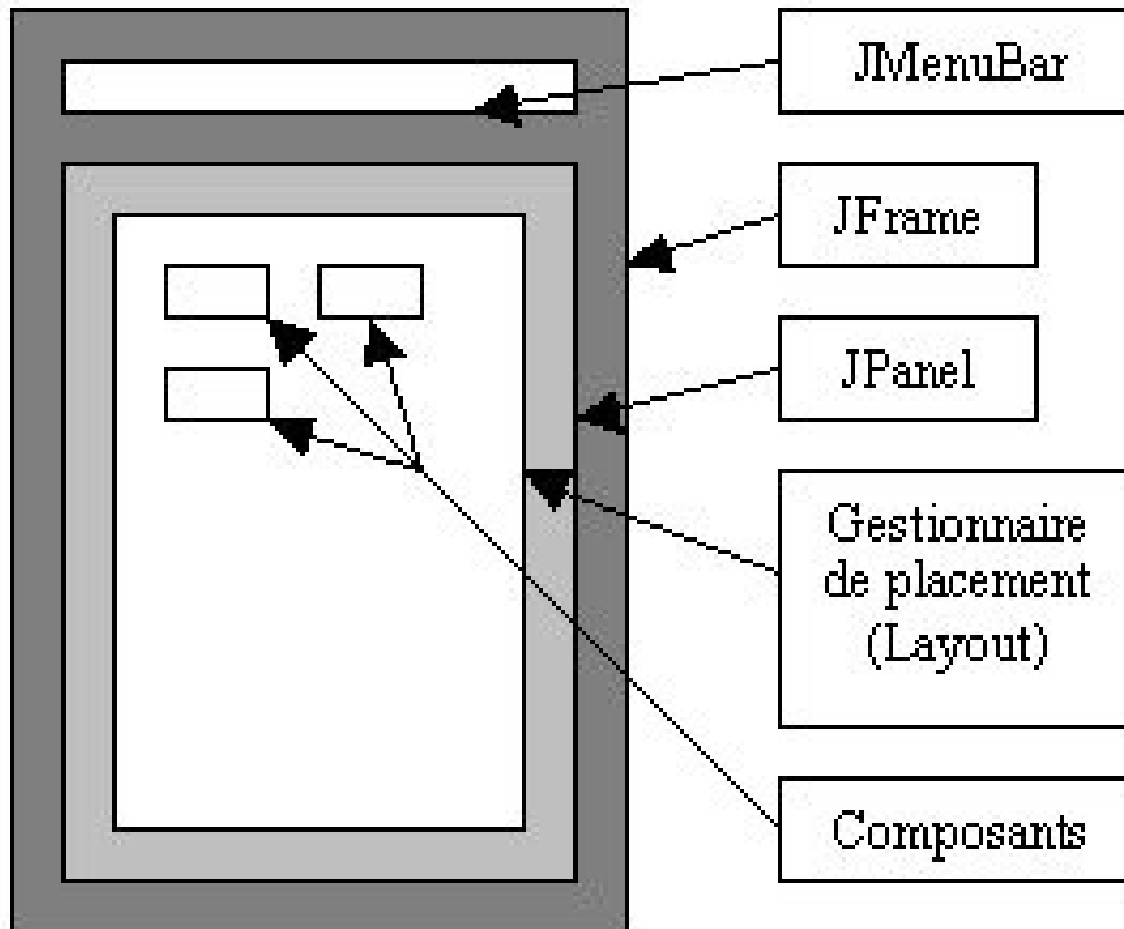 JMenuBar
JFrame
JPanel
Gestionnaire
de placement
(Layout)
Composants